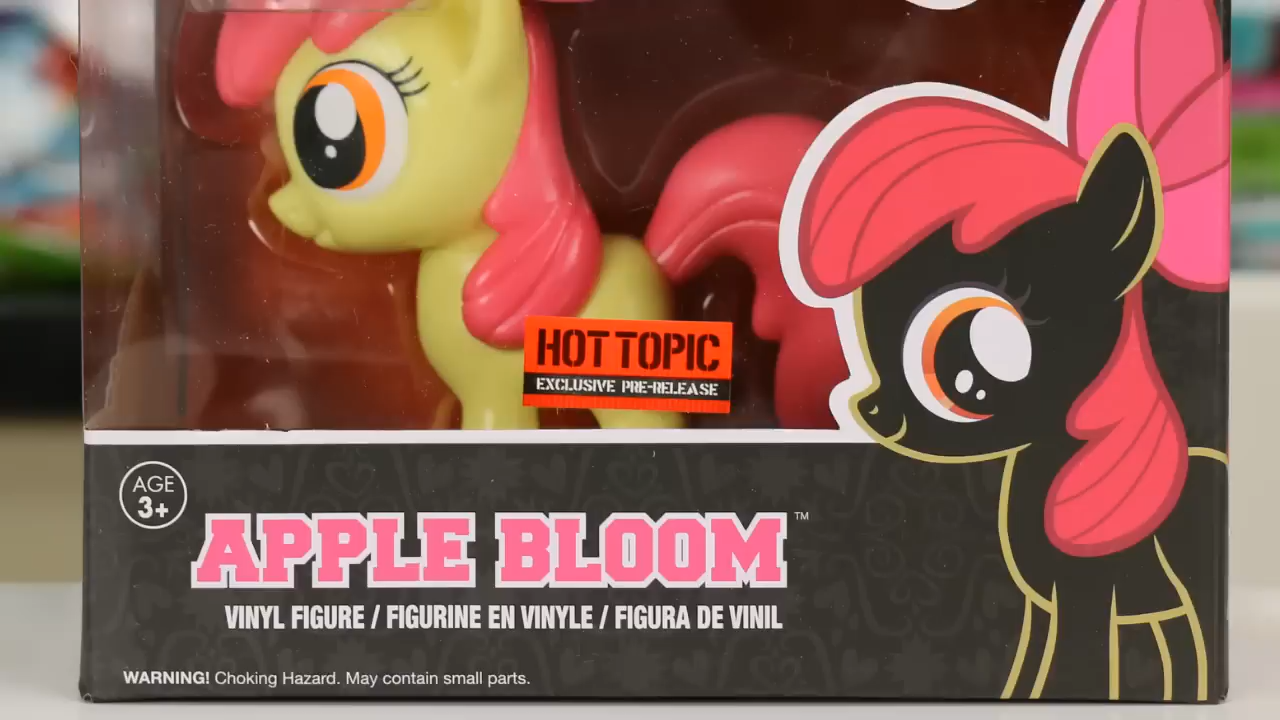 HOT TOPIC
EXCLUSIVE PRE-RELEASE
AGE
3+
APPLE BLOOM™
VINYL FIGURE / FIGURINE EN VINYLE / FIGURA DE VINIL
WARNING! Choking Hazard. May contain small parts.